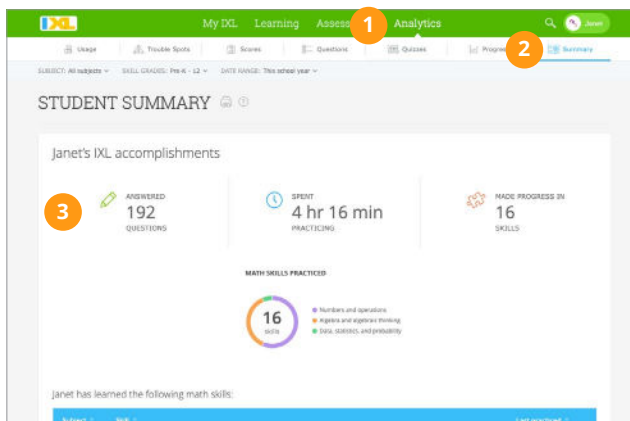 IXL My IXL Learning Assess 1 Analytics Janet
Usage Trouble Spots Scores Questions Quizzes Progre 2 Summary
SUBJECT: All subjects SKILL GRADES: Pre-K - 12 DATE RANGE: This school year
STUDENT SUMMARY
Janet's IXL accomplishments
3
ANSWERED
192
QUESTIONS
SPENT
4 hr 16 min
PRACTICING
MADE PROGRESS IN
16
SKILLS
MATH SKILLS PRACTICED
16
skills
Numbers and operations
Algebra and algebraic thinking
Data, statistics, and probability
Janet has learned the following math skills:
Subject Skill Last practiced